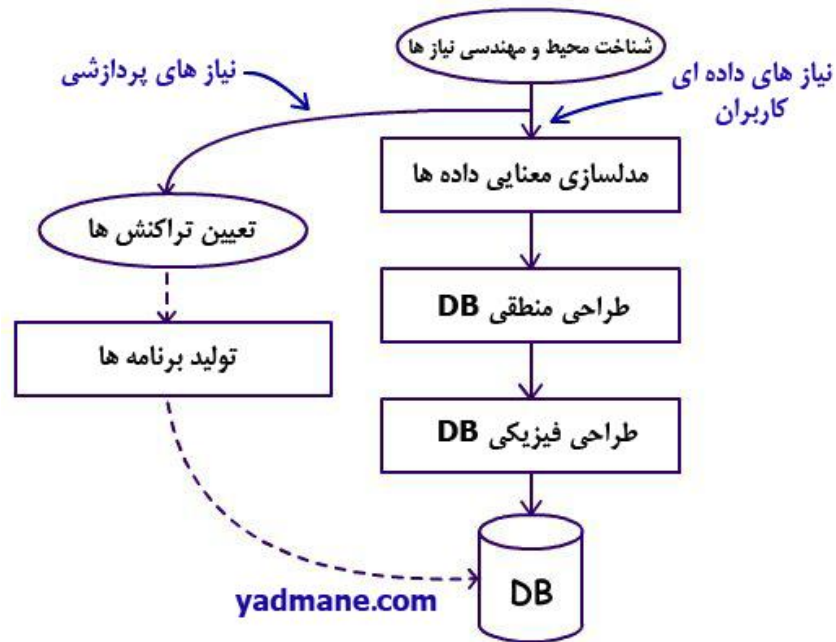 شناخت محیط و مهندسی نیاز ها
نیاز های داده ای
کاربران
نیاز های پردازشی
مدلسازی معنایی داده ها
تعیین تراکنش ها
طراحی منطقی DB
تولید برنامه ها
طراحی فیزیکی DB
DB
yadmane.com